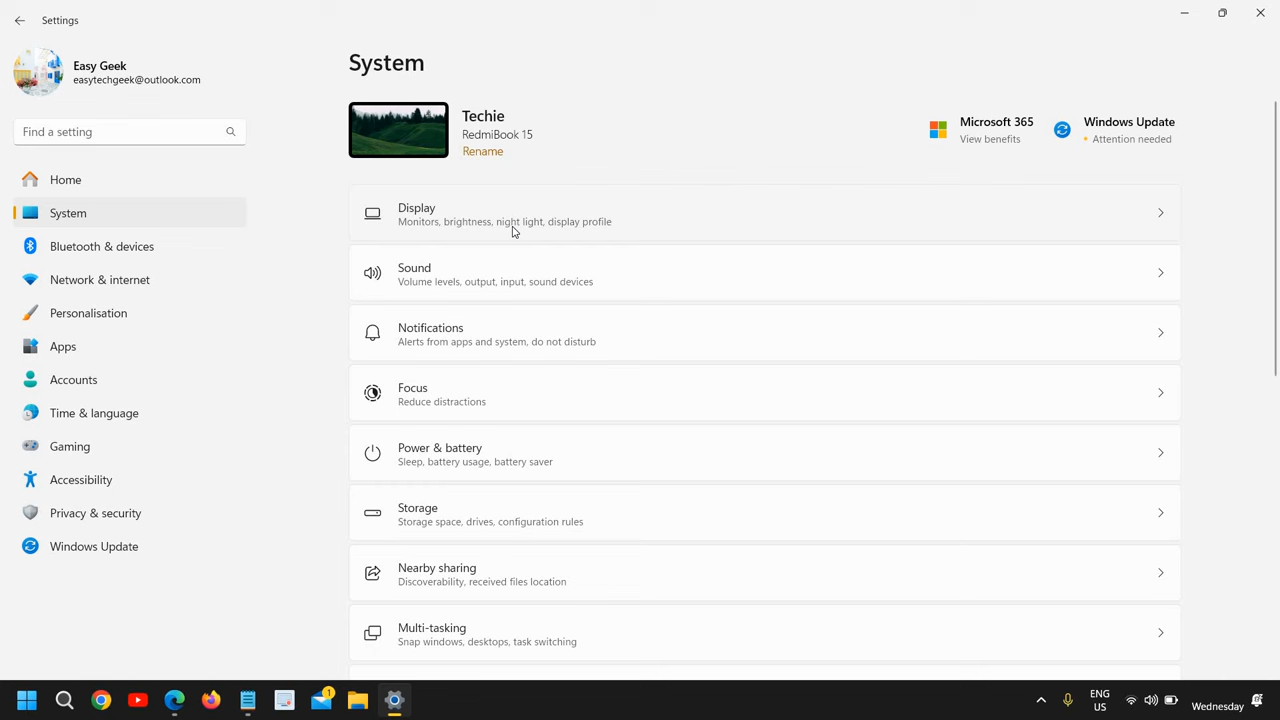 Settings
Easy Geek
easytechgeek@outlook.com
Find a setting
Home
System
Bluetooth & devices
Network & internet
Personalisation
Apps
Accounts
Time & language
Gaming
Accessibility
Privacy & security
Windows Update
System
Techie
RedmiBook 15
Rename
Microsoft 365
View benefits
Windows Update
Attention needed
Display
Monitors, brightness, night light, display profile
Sound
Volume levels, output, input, sound devices
Notifications
Alerts from apps and system, do not disturb
Focus
Reduce distractions
Power & battery
Sleep, battery usage, battery saver
Storage
Storage space, drives, configuration rules
Nearby sharing
Discoverability, received files location
Multi-tasking
Snap windows, desktops, task switching
1
ENG
US
Wednesday